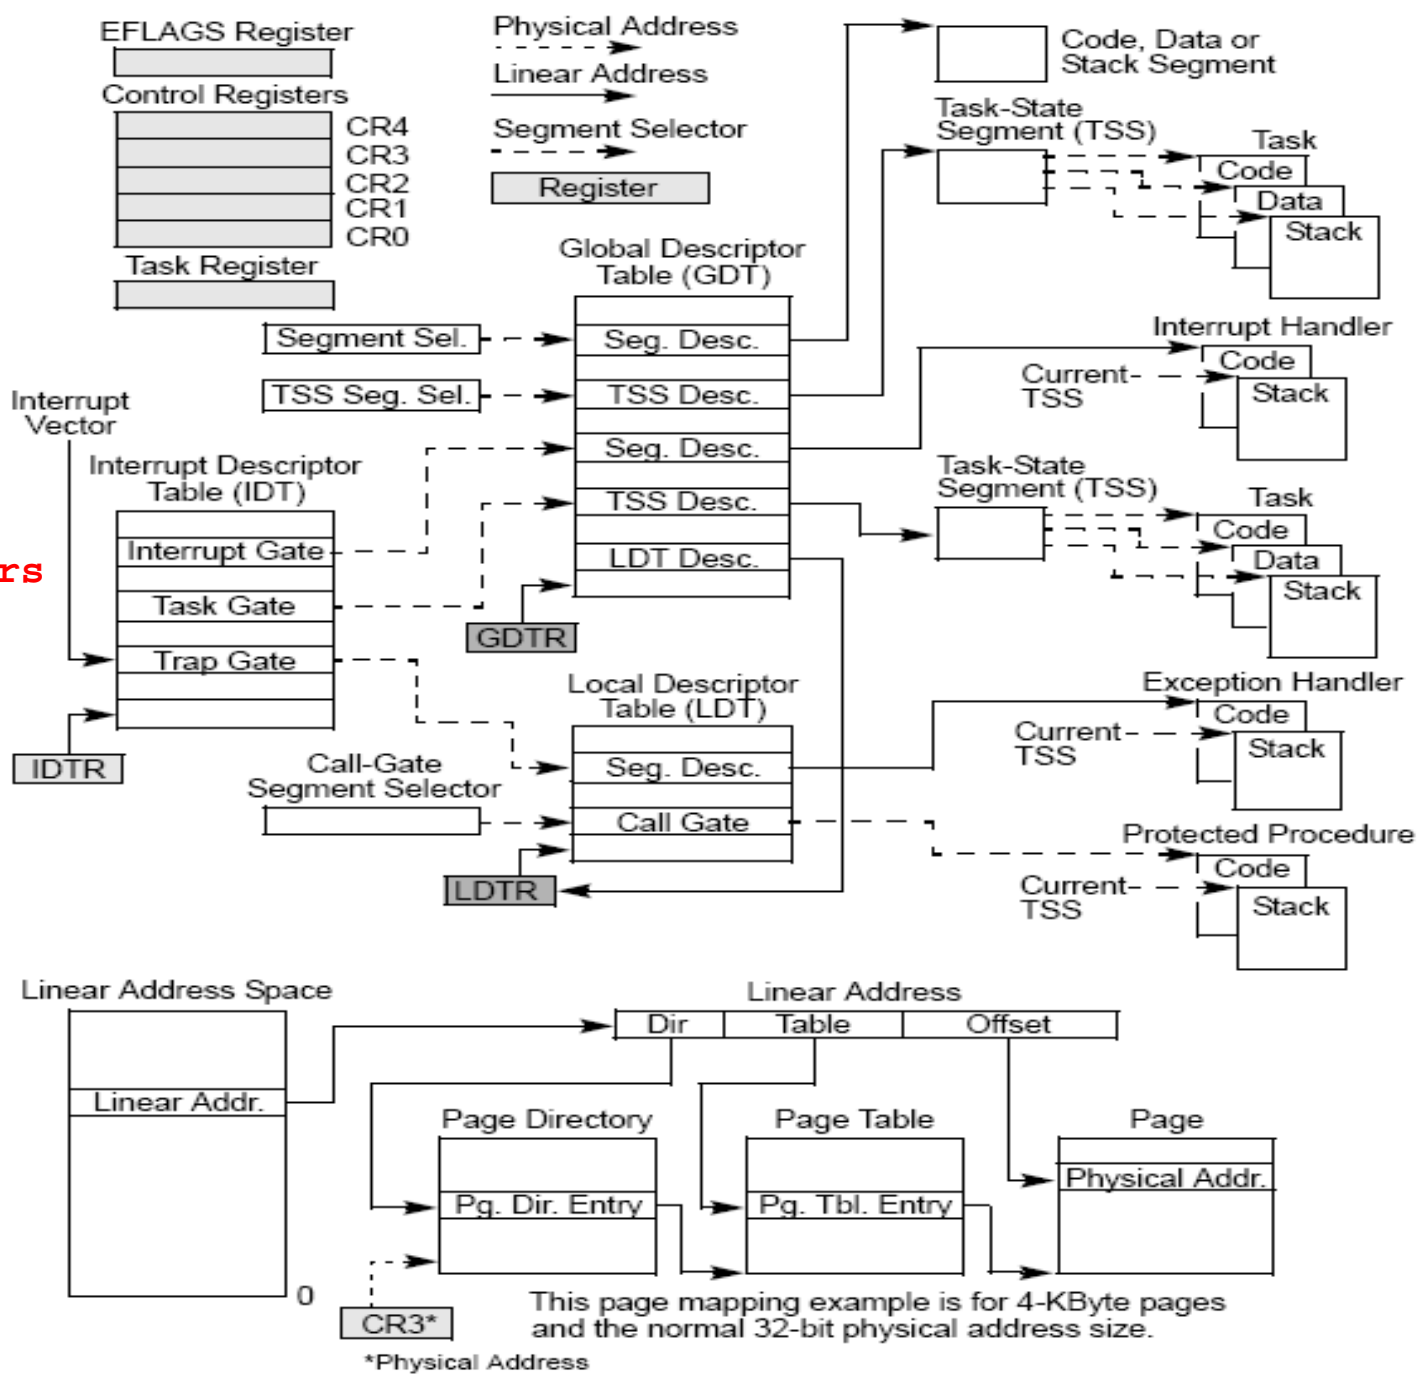 EFLAGS Register
Control Registers
CR4
CR3
CR2
CR1
CR0
Task Register
Physical Address
Linear Address
Segment Selector
Register
Code, Data or
Stack Segment
Task-State
Segment (TSS)
Task
Code
Data
Stack
Global Descriptor
Table (GDT)
Segment Sel.
Seg. Desc.
TSS Seg. Sel.
TSS Desc.
Seg. Desc.
TSS Desc.
LDT Desc.
GDTR
Interrupt Handler
Code
Current
TSS
Stack
Interrupt
Vector
Interrupt Descriptor
Table (IDT)
Interrupt Gate
Task Gate
Trap Gate
IDTR
rs
Task-State
Segment (TSS)
Task
Code
Data
Stack
Local Descriptor
Table (LDT)
Seg. Desc.
Call Gate
LDTR
Call-Gate
Segment Selector
Exception Handler
Code
Current
TSS
Stack
Protected Procedure
Code
Current
TSS
Stack
Linear Address Space
Linear Addr.
0
Linear Address
Dir Table Offset
Page Directory
Pg. Dir. Entry
Page Table
Pg. Tbl. Entry
Page
Physical Addr.
CR3*
This page mapping example is for 4-KByte pages
and the normal 32-bit physical address size.
*Physical Address